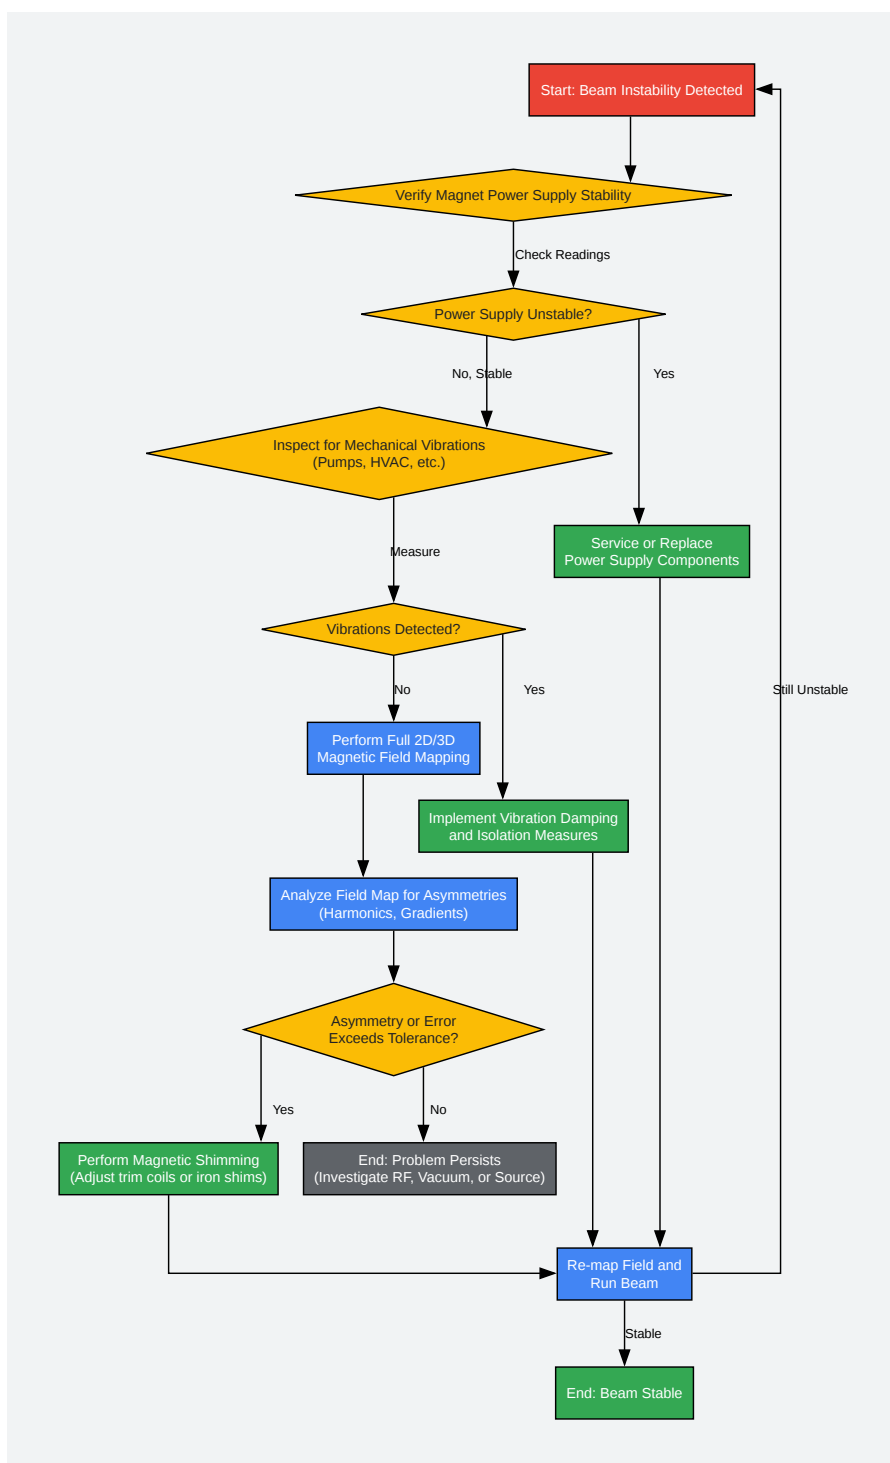 Start: Beam Instability Detected
Verify Magnet Power Supply Stability
Check Readings
Power Supply Unstable?
No, Stable
Yes
Inspect for Mechanical Vibrations
(Pumps, HVAC, etc.)
Service or Replace
Power Supply Components
Measure
Vibrations Detected?
No
Yes
Still Unstable
Perform Full 2D/3D
Magnetic Field Mapping
Implement Vibration Damping
and Isolation Measures
Analyze Field Map for Asymmetries
(Harmonics, Gradients)
Asymmetry or Error
Exceeds Tolerance?
Yes
No
Perform Magnetic Shimming
(Adjust trim coils or iron shims)
End: Problem Persists
(Investigate RF, Vacuum, or Source)
Re-map Field and
Run Beam
Stable
End: Beam Stable